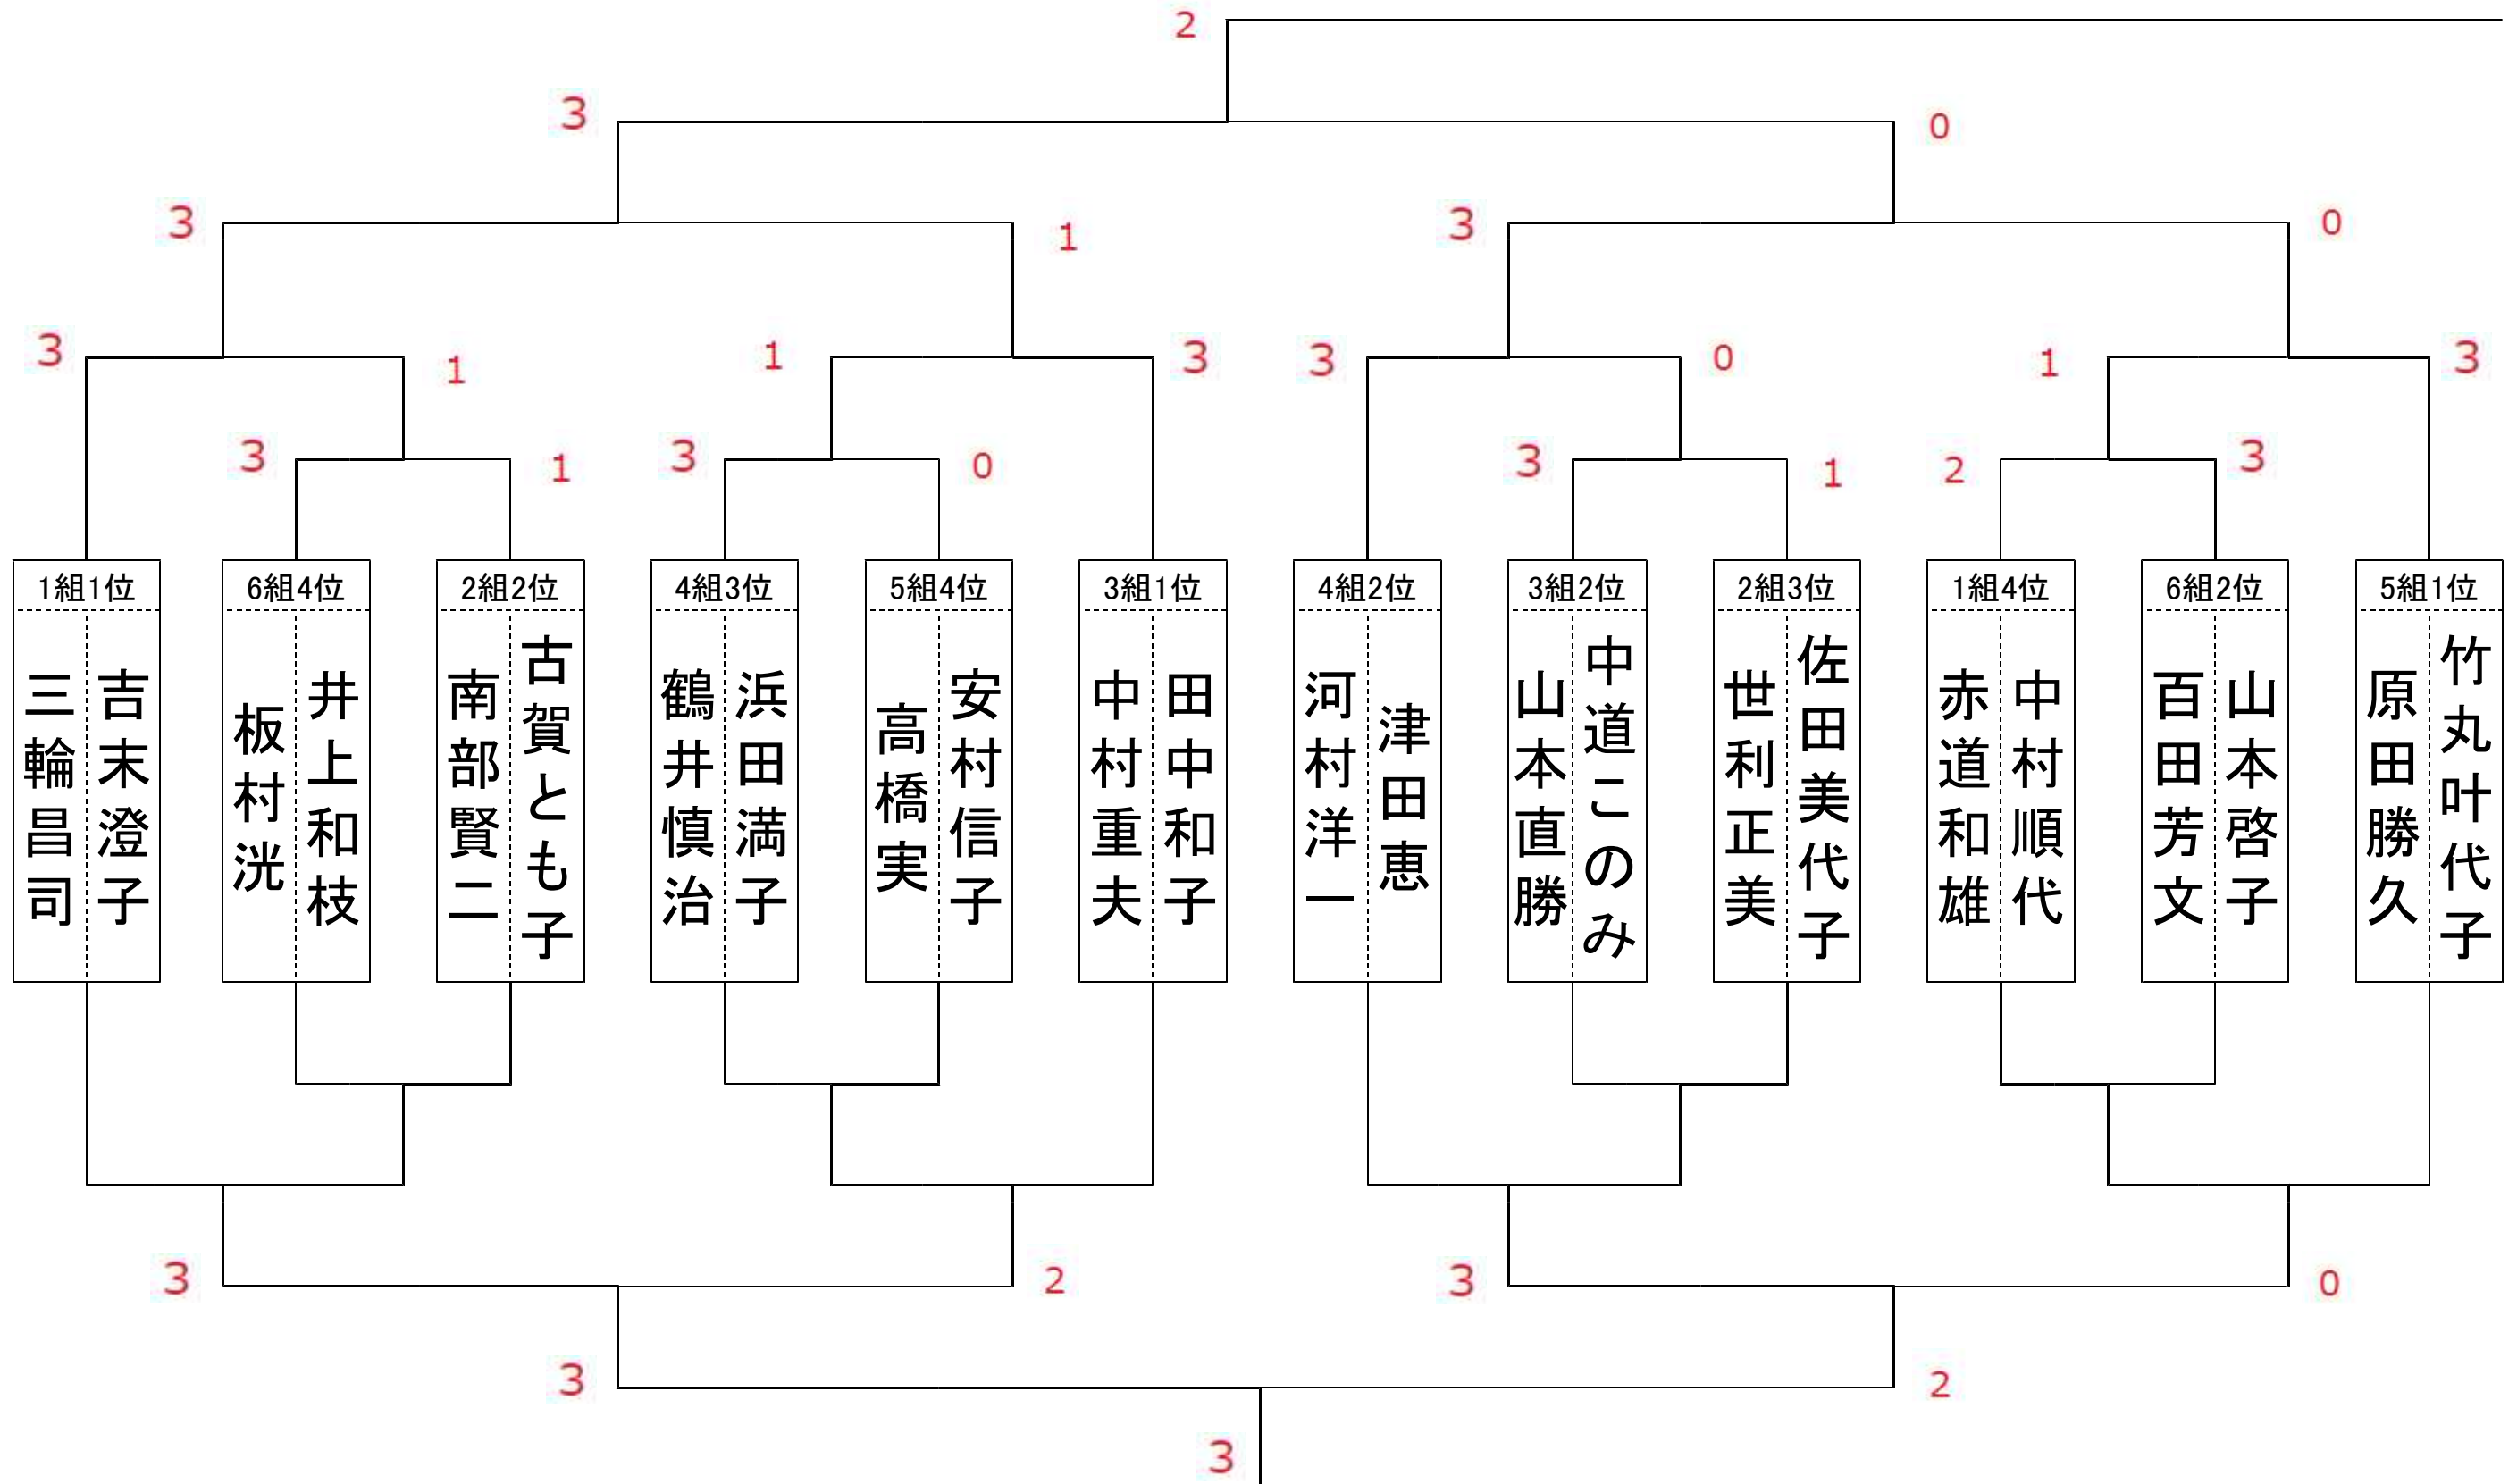 2
3
0
3
1
3
0
3
1
1
3
3
0
1
3
3
1
3
0
3
1
2
3
1組1位
6組4位
2組2位
4組3位
5組4位
3組1位
4組2位
3組2位
2組3位
1組4位
6組2位
5組1位
三輪昌司
吉末澄子
板村洸
井上和枝
南部賢二
古賀とも子
鶴井慎治
浜田満子
高橋実
安村信子
中村重夫
田中和子
河村洋一
津田恵
山本直勝
中道このみ
世利正美
佐田美代子
赤道和雄
中村順代
百田芳文
山本啓子
原田勝久
竹丸叶代子
3
2
3
0
3
2
3